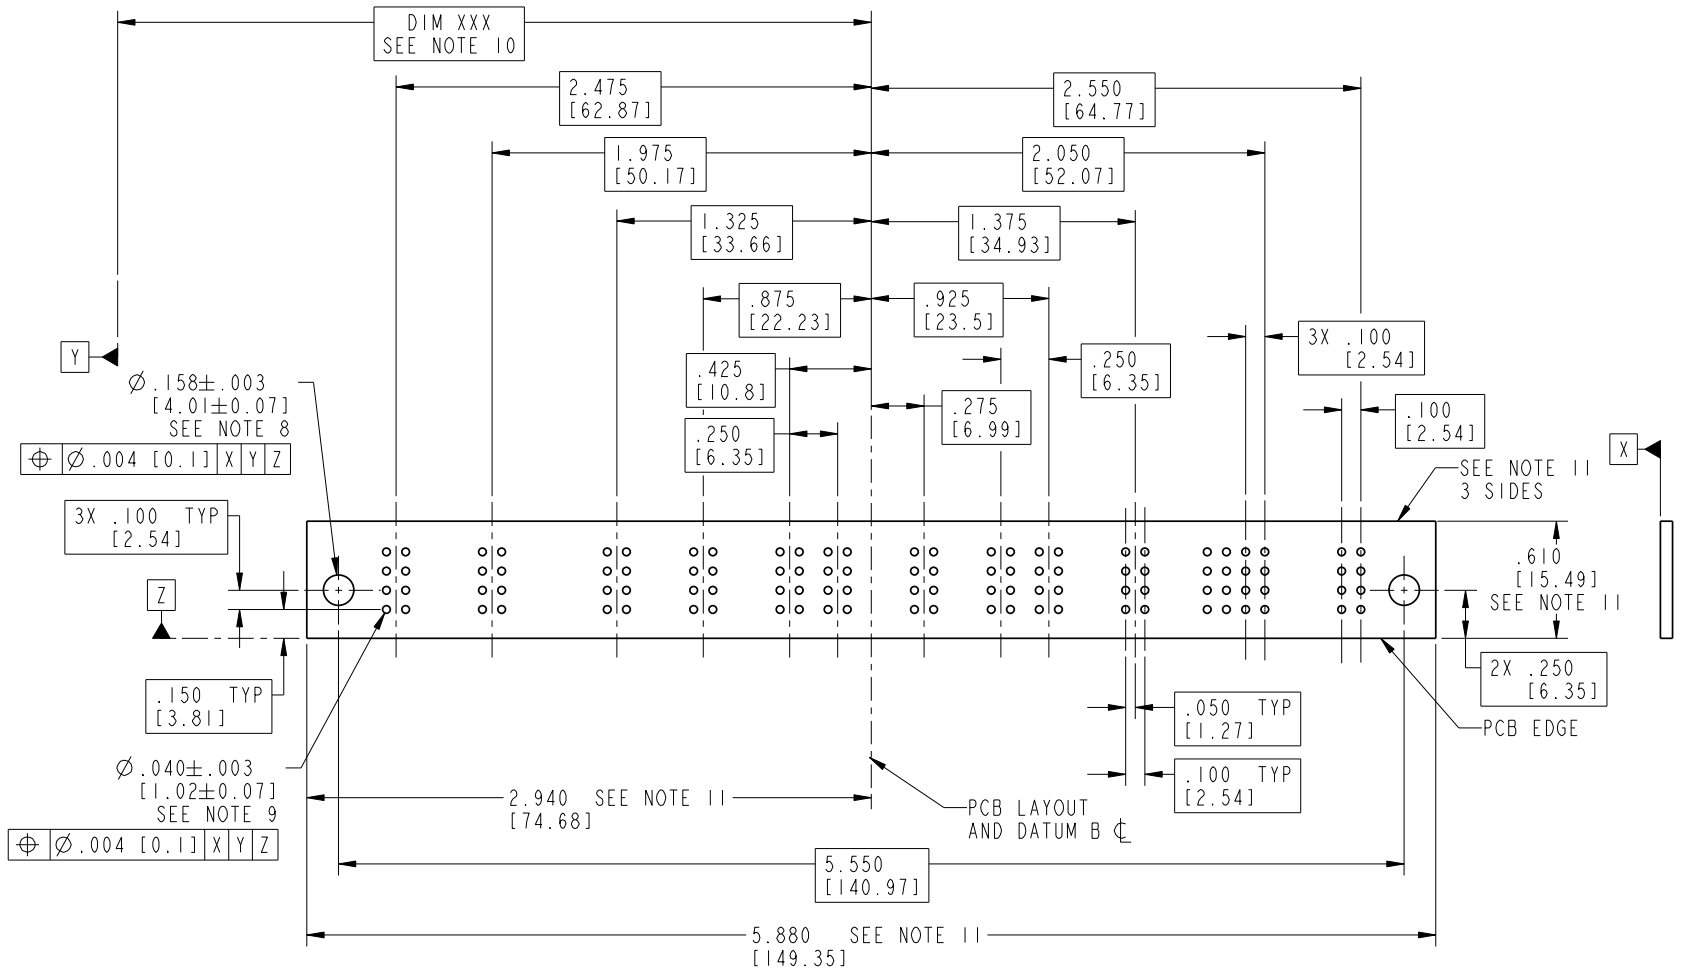 DIM XXX
SEE NOTE 10
2.475
[62.87]
2.550
[64.77]
1.975
[50.17]
2.050
[52.07]
1.325
[33.66]
1.375
[34.93]
.875
[22.23]
.925
[23.5]
3X .100
[2.54]
Y
.250
[6.35]
.425
[10.8]
Ø.158±.003
[4.01±0.07]
SEE NOTE 8
⌖ Ø.004 [0.1] X Y Z
.275
[6.99]
.100
[2.54]
.250
[6.35]
X
SEE NOTE 11
3 SIDES
3X .100 TYP
[2.54]
.610
[15.49]
SEE NOTE 11
Z
2X .250
[6.35]
.150 TYP
[3.81]
.050 TYP
[1.27]
PCB EDGE
Ø.040±.003
[1.02±0.07]
SEE NOTE 9
⌖ Ø.004 [0.1] X Y Z
.100 TYP
[2.54]
2.940 SEE NOTE 11
[74.68]
PCB LAYOUT
AND DATUM B ℄
5.550
[140.97]
5.880 SEE NOTE 11
[149.35]